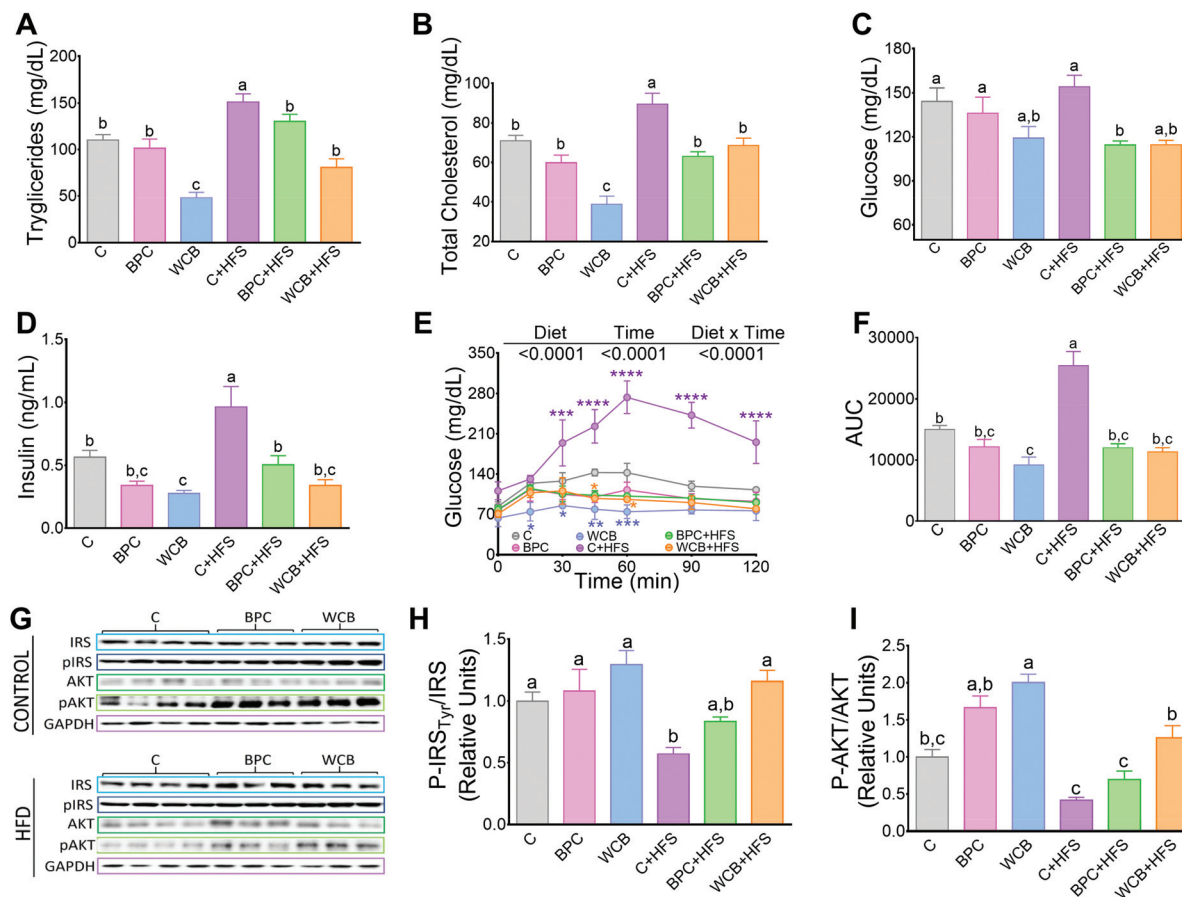 A
Tryglicerides (mg/dL)
200
150
100
50
0
b
b
c
a
b
b
C
BPC
WCB
C+HFS
BPC+HFS
WCB+HFS
B
Total Cholesterol (mg/dL)
100
80
60
40
20
b
b
c
a
b
b
C
BPC
WCB
C+HFS
BPC+HFS
WCB+HFS
C
Glucose (mg/dL)
180
150
120
90
60
a
a
a,b
a
b
a,b
C
BPC
WCB
C+HFS
BPC+HFS
WCB+HFS
D
Insulin (ng/mL)
1.5
1.0
0.5
0.0
b
b,c
c
a
b
b,c
C
BPC
WCB
C+HFS
BPC+HFS
WCB+HFS
E
Diet Time Diet x Time
<0.0001 <0.0001 <0.0001
Glucose (mg/dL)
350
280
210
140
70
0
*** **** **** **** ****
* *
* * ** ***
C WCB BPC+HFS
BPC C+HFS WCB+HFS
0 30 60 90 120
Time (min)
F
AUC
30000
20000
10000
0
b
b,c
c
a
b,c
b,c
C
BPC
WCB
C+HFS
BPC+HFS
WCB+HFS
G
CONTROL
C BPC WCB
IRS
pIRS
AKT
pAKT
GAPDH
HFD
C BPC WCB
IRS
pIRS
AKT
pAKT
GAPDH
H
P-IRSTyr/IRS
(Relative Units)
1.5
1.0
0.5
0.0
a
a
a
b
a,b
a
C
BPC
WCB
C+HFS
BPC+HFS
WCB+HFS
I
P-AKT/AKT
(Relative Units)
2.5
2.0
1.5
1.0
0.5
0.0
b,c
a,b
a
c
c
b
C
BPC
WCB
C+HFS
BPC+HFS
WCB+HFS